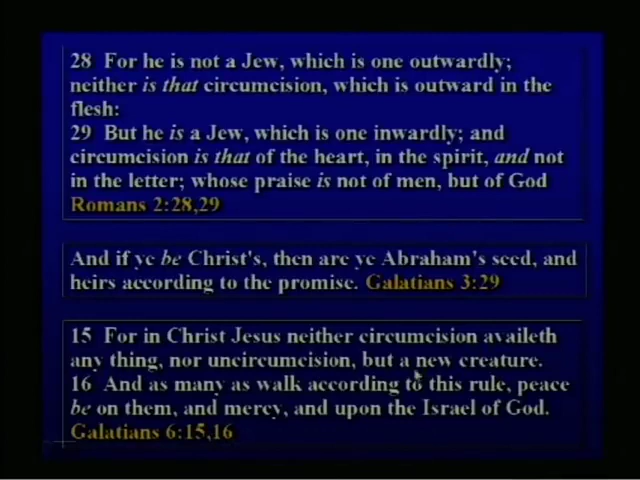 28 For he is not a Jew, which is one outwardly;
neither is that circumcision, which is outward in the
flesh:
29 But he is a Jew, which is one inwardly; and
circumcision is that of the heart, in the spirit, and not
in the letter; whose praise is not of men, but of God
Romans 2:28,29
And if ye be Christ's, then are ye Abraham's seed, and
heirs according to the promise. Galatians 3:29
15 For in Christ Jesus neither circumcision availeth
any thing, nor uncircumcision, but a new creature.
16 And as many as walk according to this rule, peace
be on them, and mercy, and upon the Israel of God.
Galatians 6:15,16